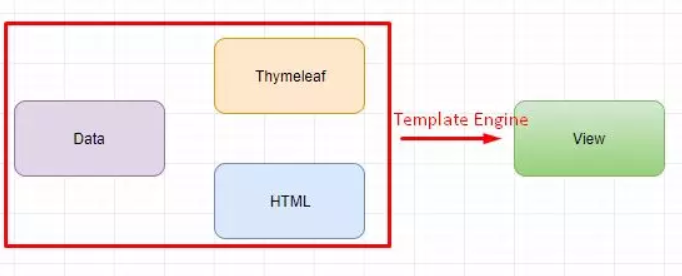 Thymeleaf
Data
HTML
Template Engine
View